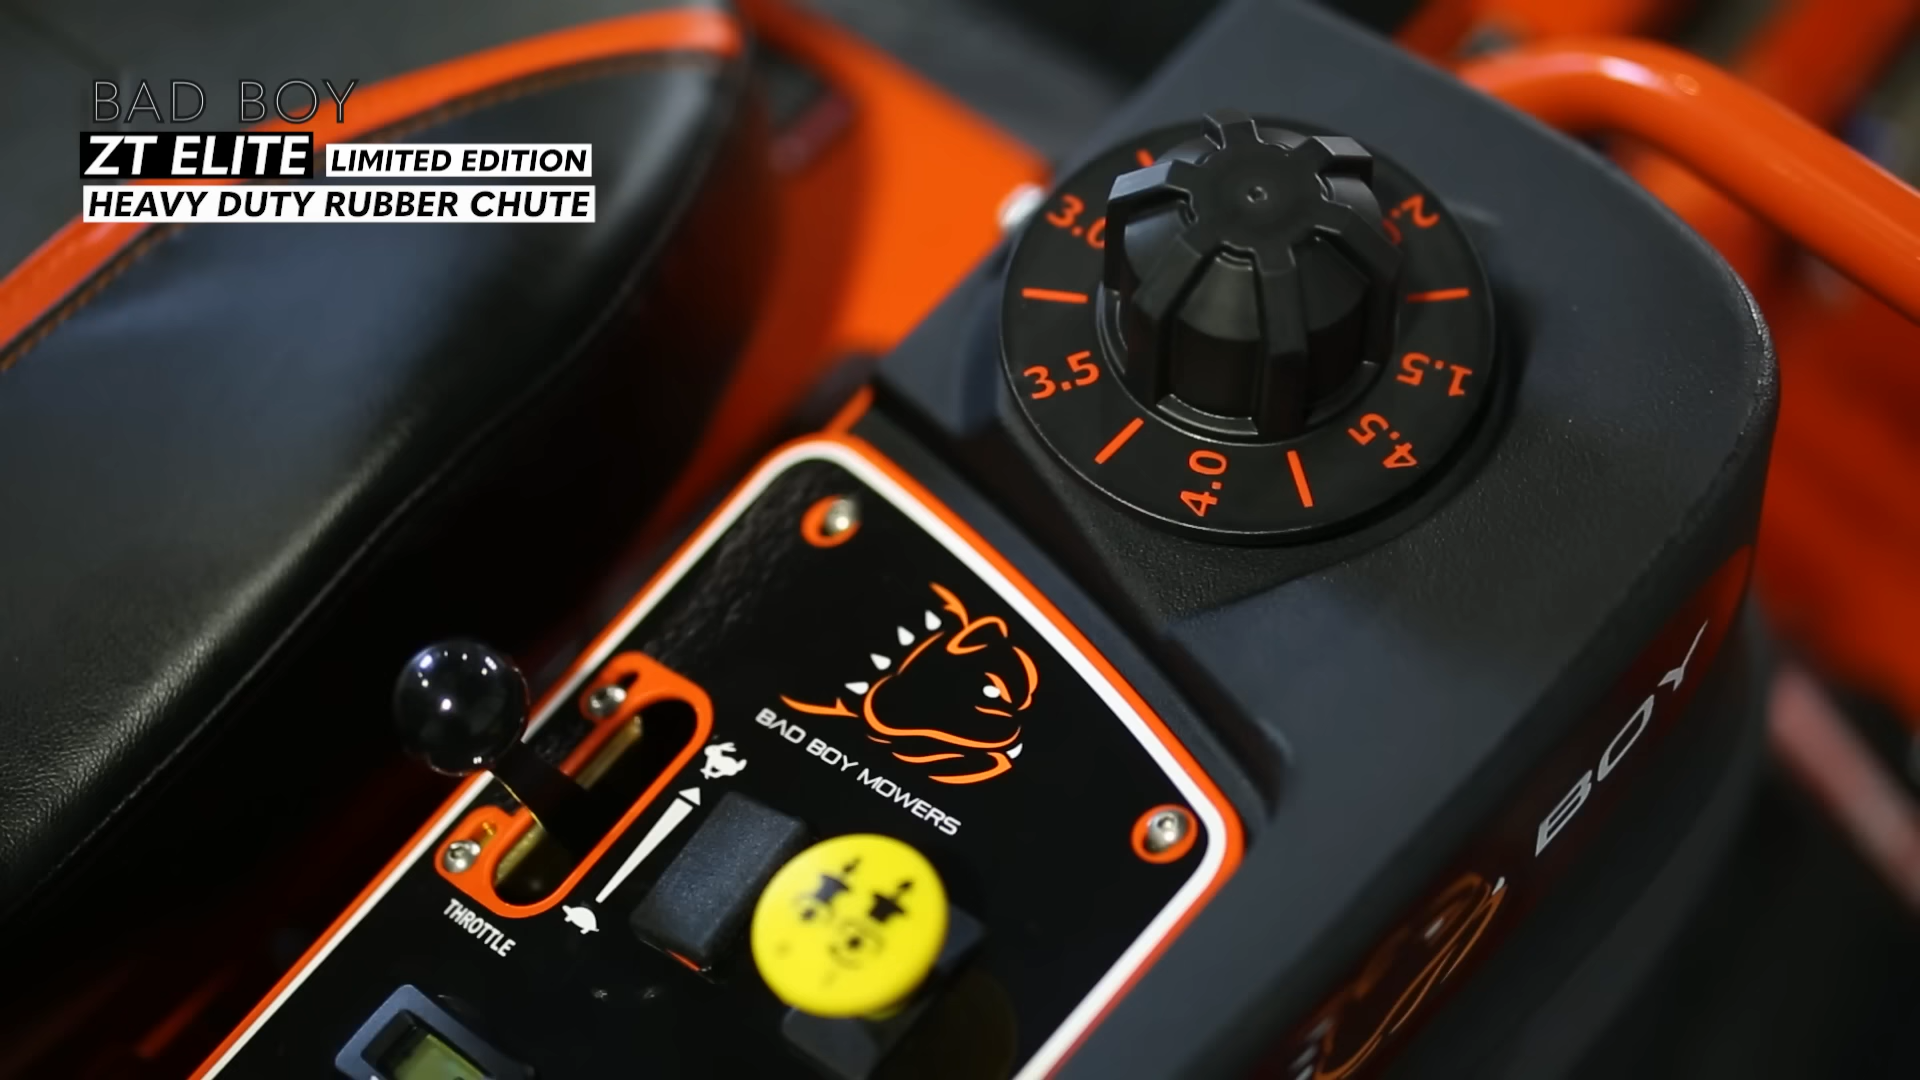 BAD BOY
ZT ELITE LIMITED EDITION
HEAVY DUTY RUBBER CHUTE
3.0
2.0
3.5
1.5
4.0
4.5
BAD BOY MOWERS
BOY
THROTTLE